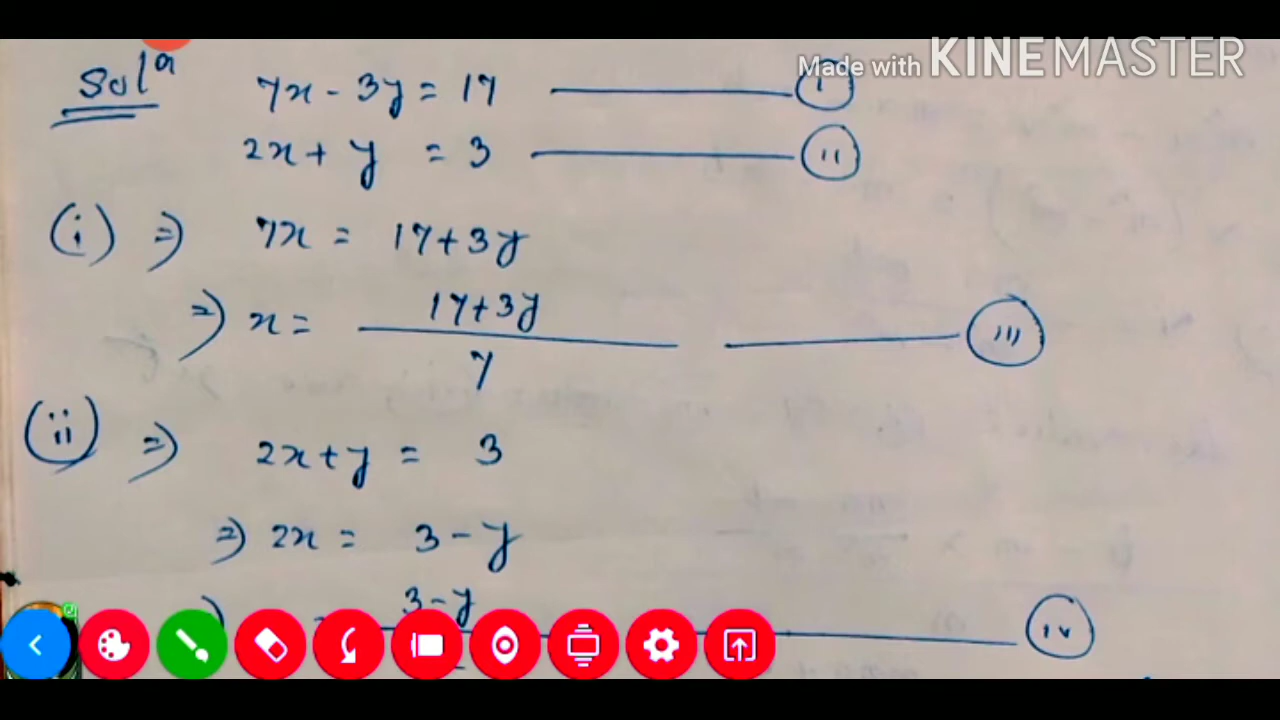 Made with KINEMASTER
Solⁿ 7x - 3y = 17 ——— (i)
2x + y = 3 ——— (ii)
(i) ⇒ 7x = 17+3y
⇒ x = 17+3y
7 ——— (iii)
(ii) ⇒ 2x+y = 3
⇒ 2x = 3-y
3-y ——— (iv)